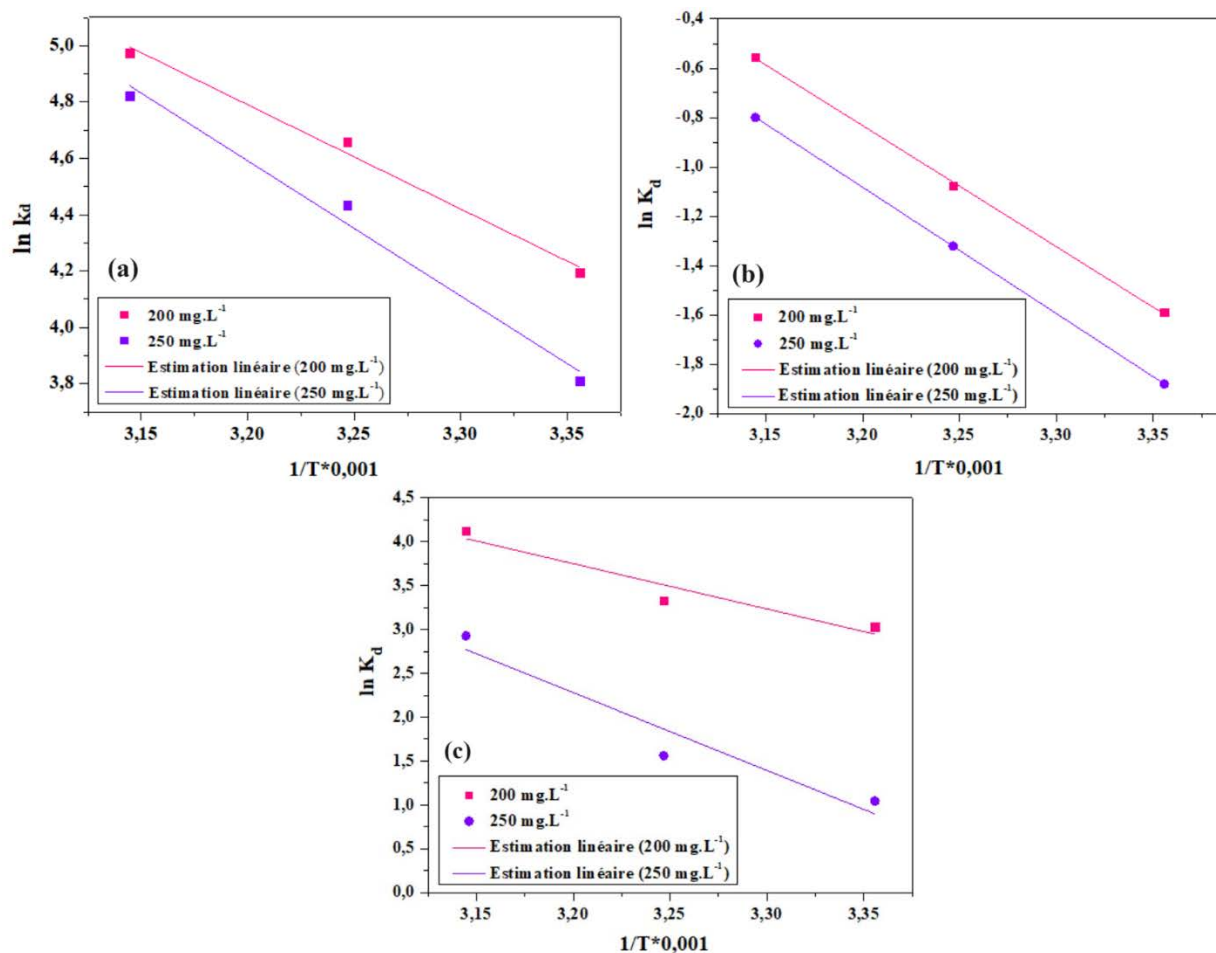 ln kd
5,0
4,8
4,6
4,4
4,2
4,0
3,8
(a)
200 mg.L-1
250 mg.L-1
Estimation linéaire (200 mg.L-1)
Estimation linéaire (250 mg.L-1)
3,15 3,20 3,25 3,30 3,35
1/T*0,001
ln Kd
-0,4
-0,6
-0,8
-1,0
-1,2
-1,4
-1,6
-1,8
-2,0
(b)
200 mg.L-1
250 mg.L-1
Estimation linéaire (200 mg.L-1)
Estimation linéaire (250 mg.L-1)
3,15 3,20 3,25 3,30 3,35
1/T*0,001
ln Kd
4,5
4,0
3,5
3,0
2,5
2,0
1,5
1,0
0,5
0,0
(c)
200 mg.L-1
250 mg.L-1
Estimation linéaire (200 mg.L-1)
Estimation linéaire (250 mg.L-1)
3,15 3,20 3,25 3,30 3,35
1/T*0,001